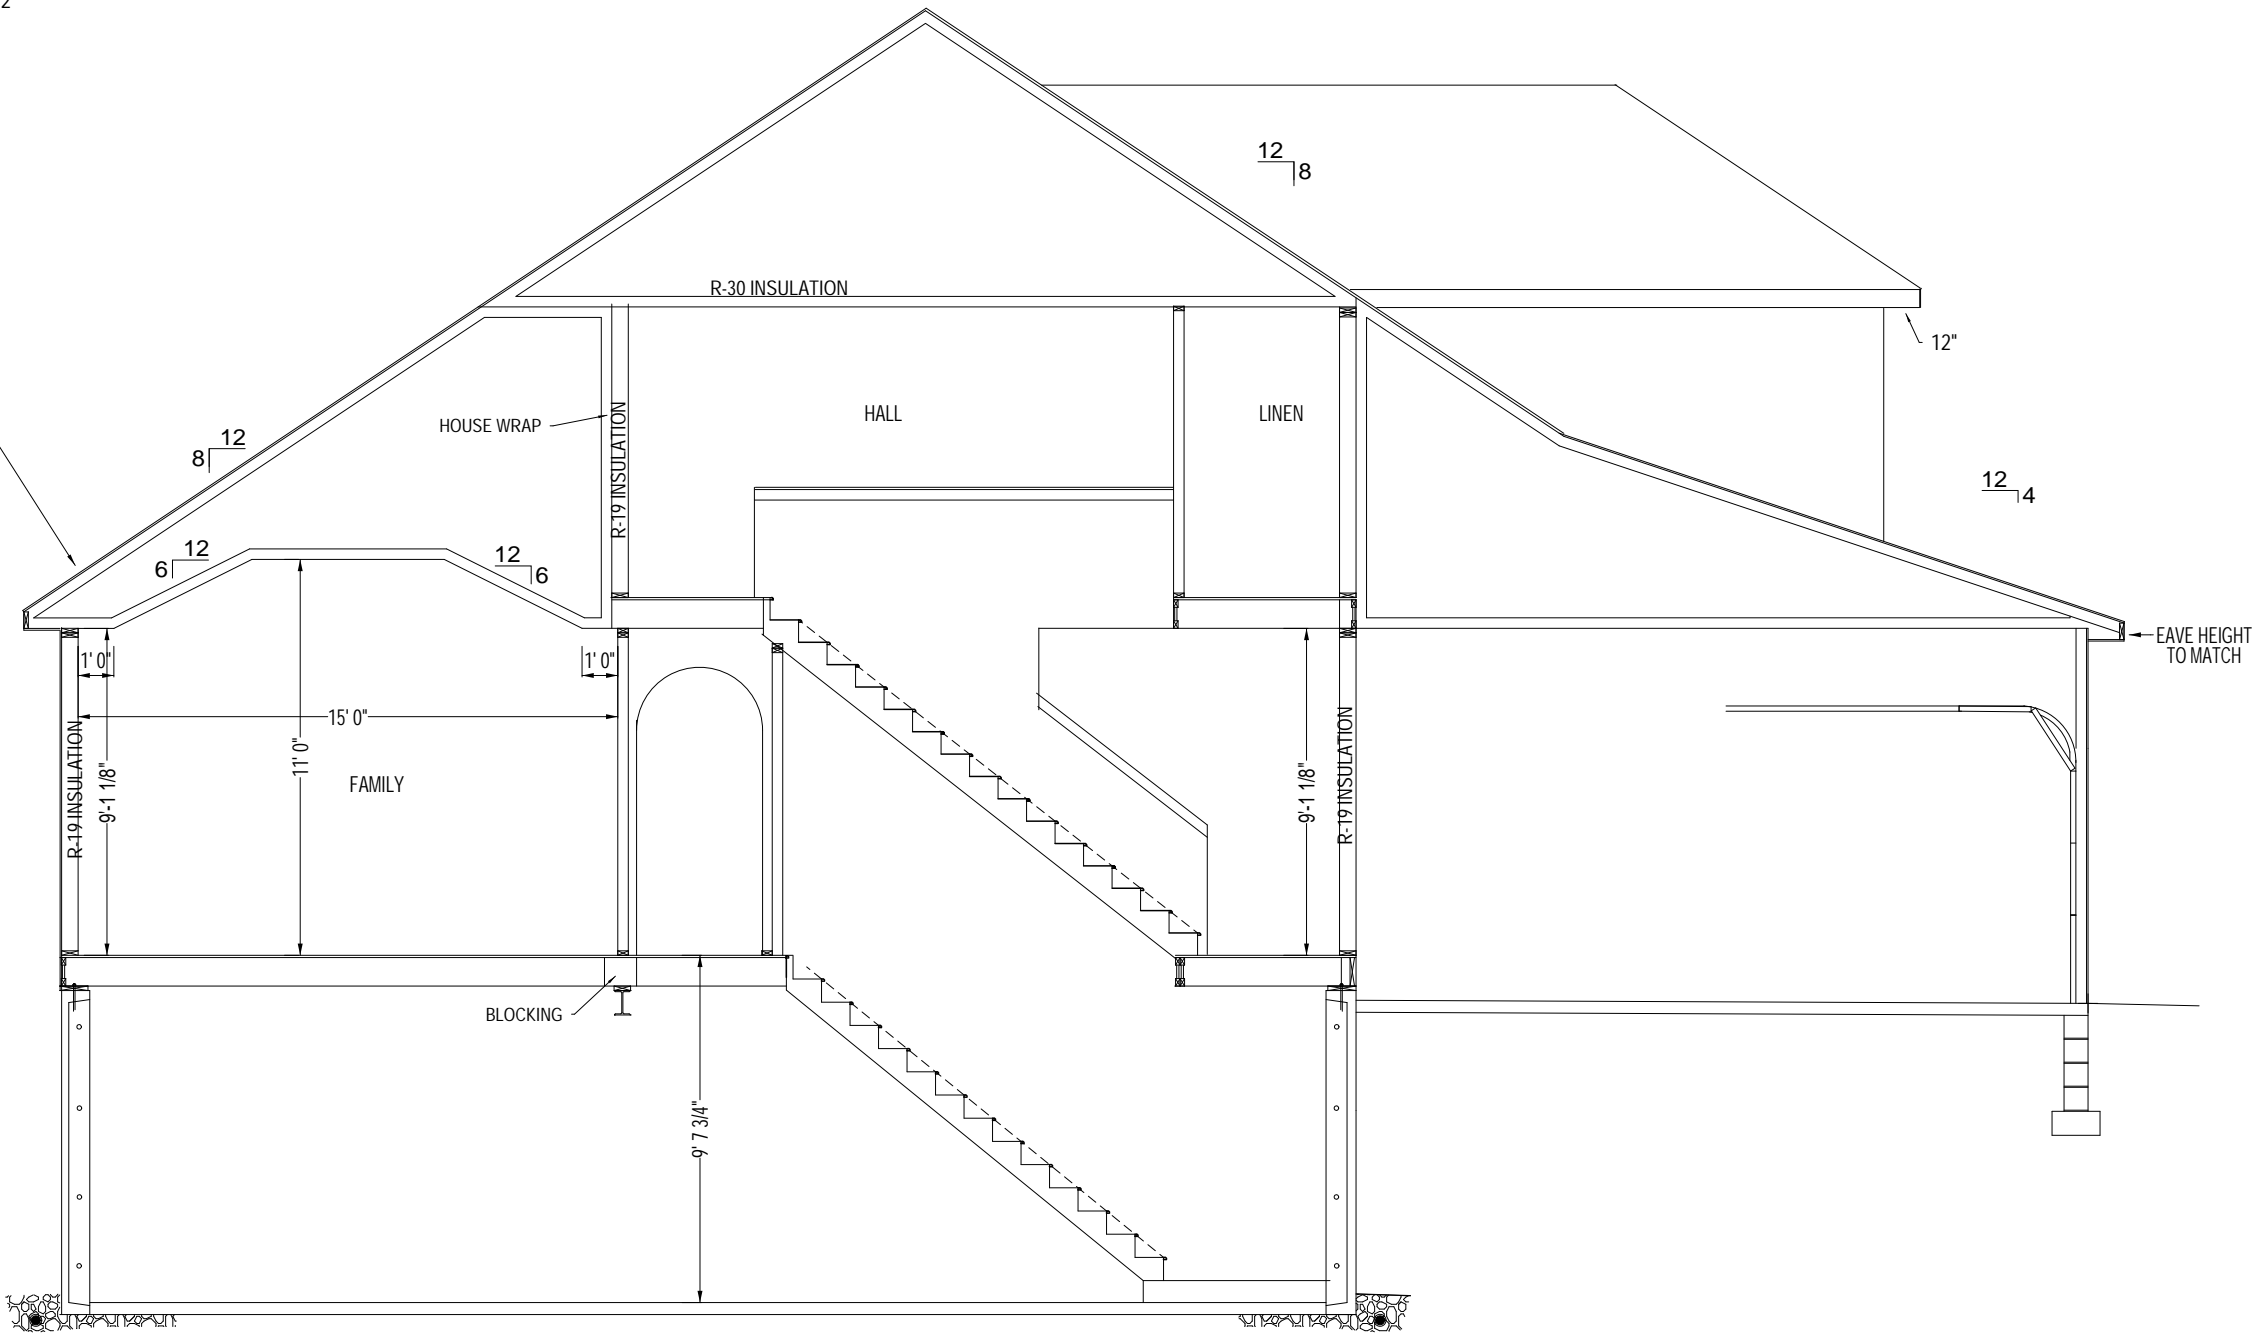 2
12
8
R-30 INSULATION
12"
HOUSE WRAP
R-19 INSULATION
HALL
LINEN
12
8
12
4
12
6
12
6
EAVE HEIGHT
TO MATCH
1' 0"
1' 0"
15' 0"
R-19 INSULATION
9'-1 1/8"
11' 0"
FAMILY
9'-1 1/8"
R-19 INSULATION
BLOCKING
9' 7 3/4"